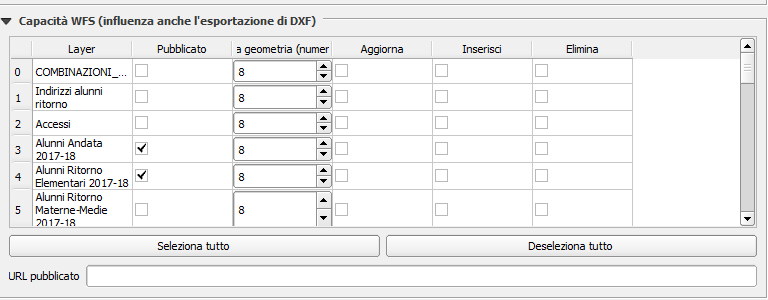 Capacità WFS (influenza anche l'esportazione di DXF)
Layer Pubblicato a geometria (numer Aggiorna Inserisci Elimina
0 COMBINAZIONI_... 8
1 Indirizzi alunni ritorno 8
2 Accessi 8
3 Alunni Andata 2017-18 8
4 Alunni Ritorno Elementari 2017-18 8
5 Alunni Ritorno Materne-Medie 2017-18 8
Seleziona tutto Deseleziona tutto
URL pubblicato